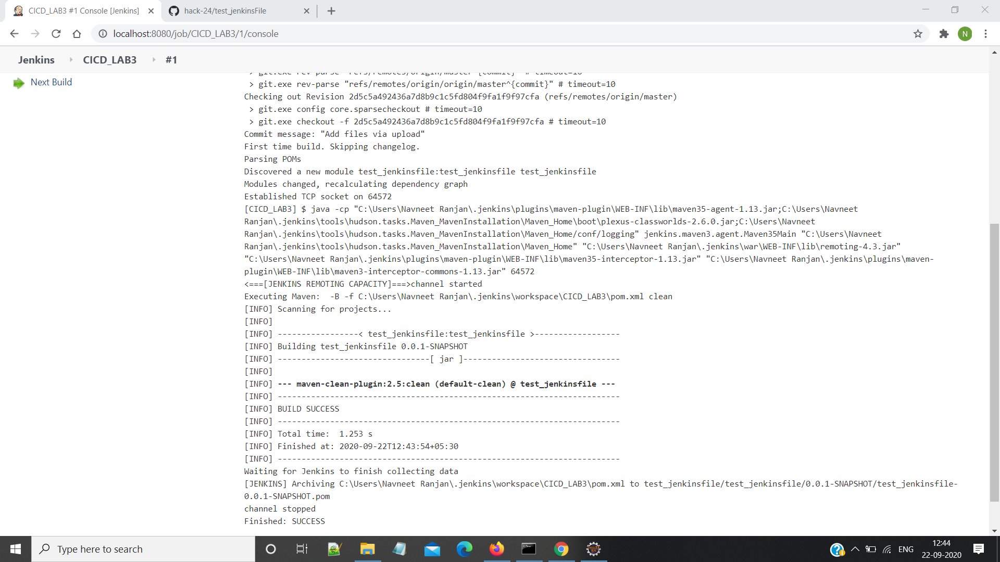 CICD_LAB3 #1 Console [Jenkins]
hack-24/test_jenkinsFile
localhost:8080/job/CICD_LAB3/1/console
N
Jenkins
CICD_LAB3
#1
Next Build
> git.exe rev-parse "refs/remotes/origin/master^{commit}" # timeout=10
> git.exe rev-parse "refs/remotes/origin/origin/master^{commit}" # timeout=10
Checking out Revision 2d5c5a492436a7d8b9c1c5fd804f9fa1f9f97cfa (refs/remotes/origin/master)
> git.exe config core.sparsecheckout # timeout=10
> git.exe checkout -f 2d5c5a492436a7d8b9c1c5fd804f9fa1f9f97cfa # timeout=10
Commit message: "Add files via upload"
First time build. Skipping changelog.
Parsing POMs
Discovered a new module test_jenkinsfile:test_jenkinsfile test_jenkinsfile
Modules changed, recalculating dependency graph
Established TCP socket on 64572
[CICD_LAB3] $ java -cp "C:\Users\Navneet Ranjan\.jenkins\plugins\maven-plugin\WEB-INF\lib\maven35-agent-1.13.jar;C:\Users\Navneet
Ranjan\.jenkins\tools\hudson.tasks.Maven_MavenInstallation\Maven_Home\boot\plexus-classworlds-2.6.0.jar;C:\Users\Navneet
Ranjan\.jenkins\tools\hudson.tasks.Maven_MavenInstallation\Maven_Home/conf/logging" jenkins.maven3.agent.Maven35Main "C:\Users\Navneet
Ranjan\.jenkins\tools\hudson.tasks.Maven_MavenInstallation\Maven_Home" "C:\Users\Navneet Ranjan\.jenkins\war\WEB-INF\lib\remoting-4.3.jar"
"C:\Users\Navneet Ranjan\.jenkins\plugins\maven-plugin\WEB-INF\lib\maven35-interceptor-1.13.jar" "C:\Users\Navneet Ranjan\.jenkins\plugins\maven-
plugin\WEB-INF\lib\maven3-interceptor-commons-1.13.jar" 64572
<===[JENKINS REMOTING CAPACITY]===>channel started
Executing Maven:  -B -f C:\Users\Navneet Ranjan\.jenkins\workspace\CICD_LAB3\pom.xml clean
[INFO] Scanning for projects...
[INFO]
[INFO] -----------------< test_jenkinsfile:test_jenkinsfile >------------------
[INFO] Building test_jenkinsfile 0.0.1-SNAPSHOT
[INFO] --------------------------------[ jar ]---------------------------------
[INFO]
[INFO] --- maven-clean-plugin:2.5:clean (default-clean) @ test_jenkinsfile ---
[INFO] ------------------------------------------------------------------------
[INFO] BUILD SUCCESS
[INFO] ------------------------------------------------------------------------
[INFO] Total time:  1.253 s
[INFO] Finished at: 2020-09-22T12:43:54+05:30
[INFO] ------------------------------------------------------------------------
Waiting for Jenkins to finish collecting data
[JENKINS] Archiving C:\Users\Navneet Ranjan\.jenkins\workspace\CICD_LAB3\pom.xml to test_jenkinsfile/test_jenkinsfile/0.0.1-SNAPSHOT/test_jenkinsfile-
0.0.1-SNAPSHOT.pom
channel stopped
Finished: SUCCESS
Type here to search
ENG
12:44
22-09-2020